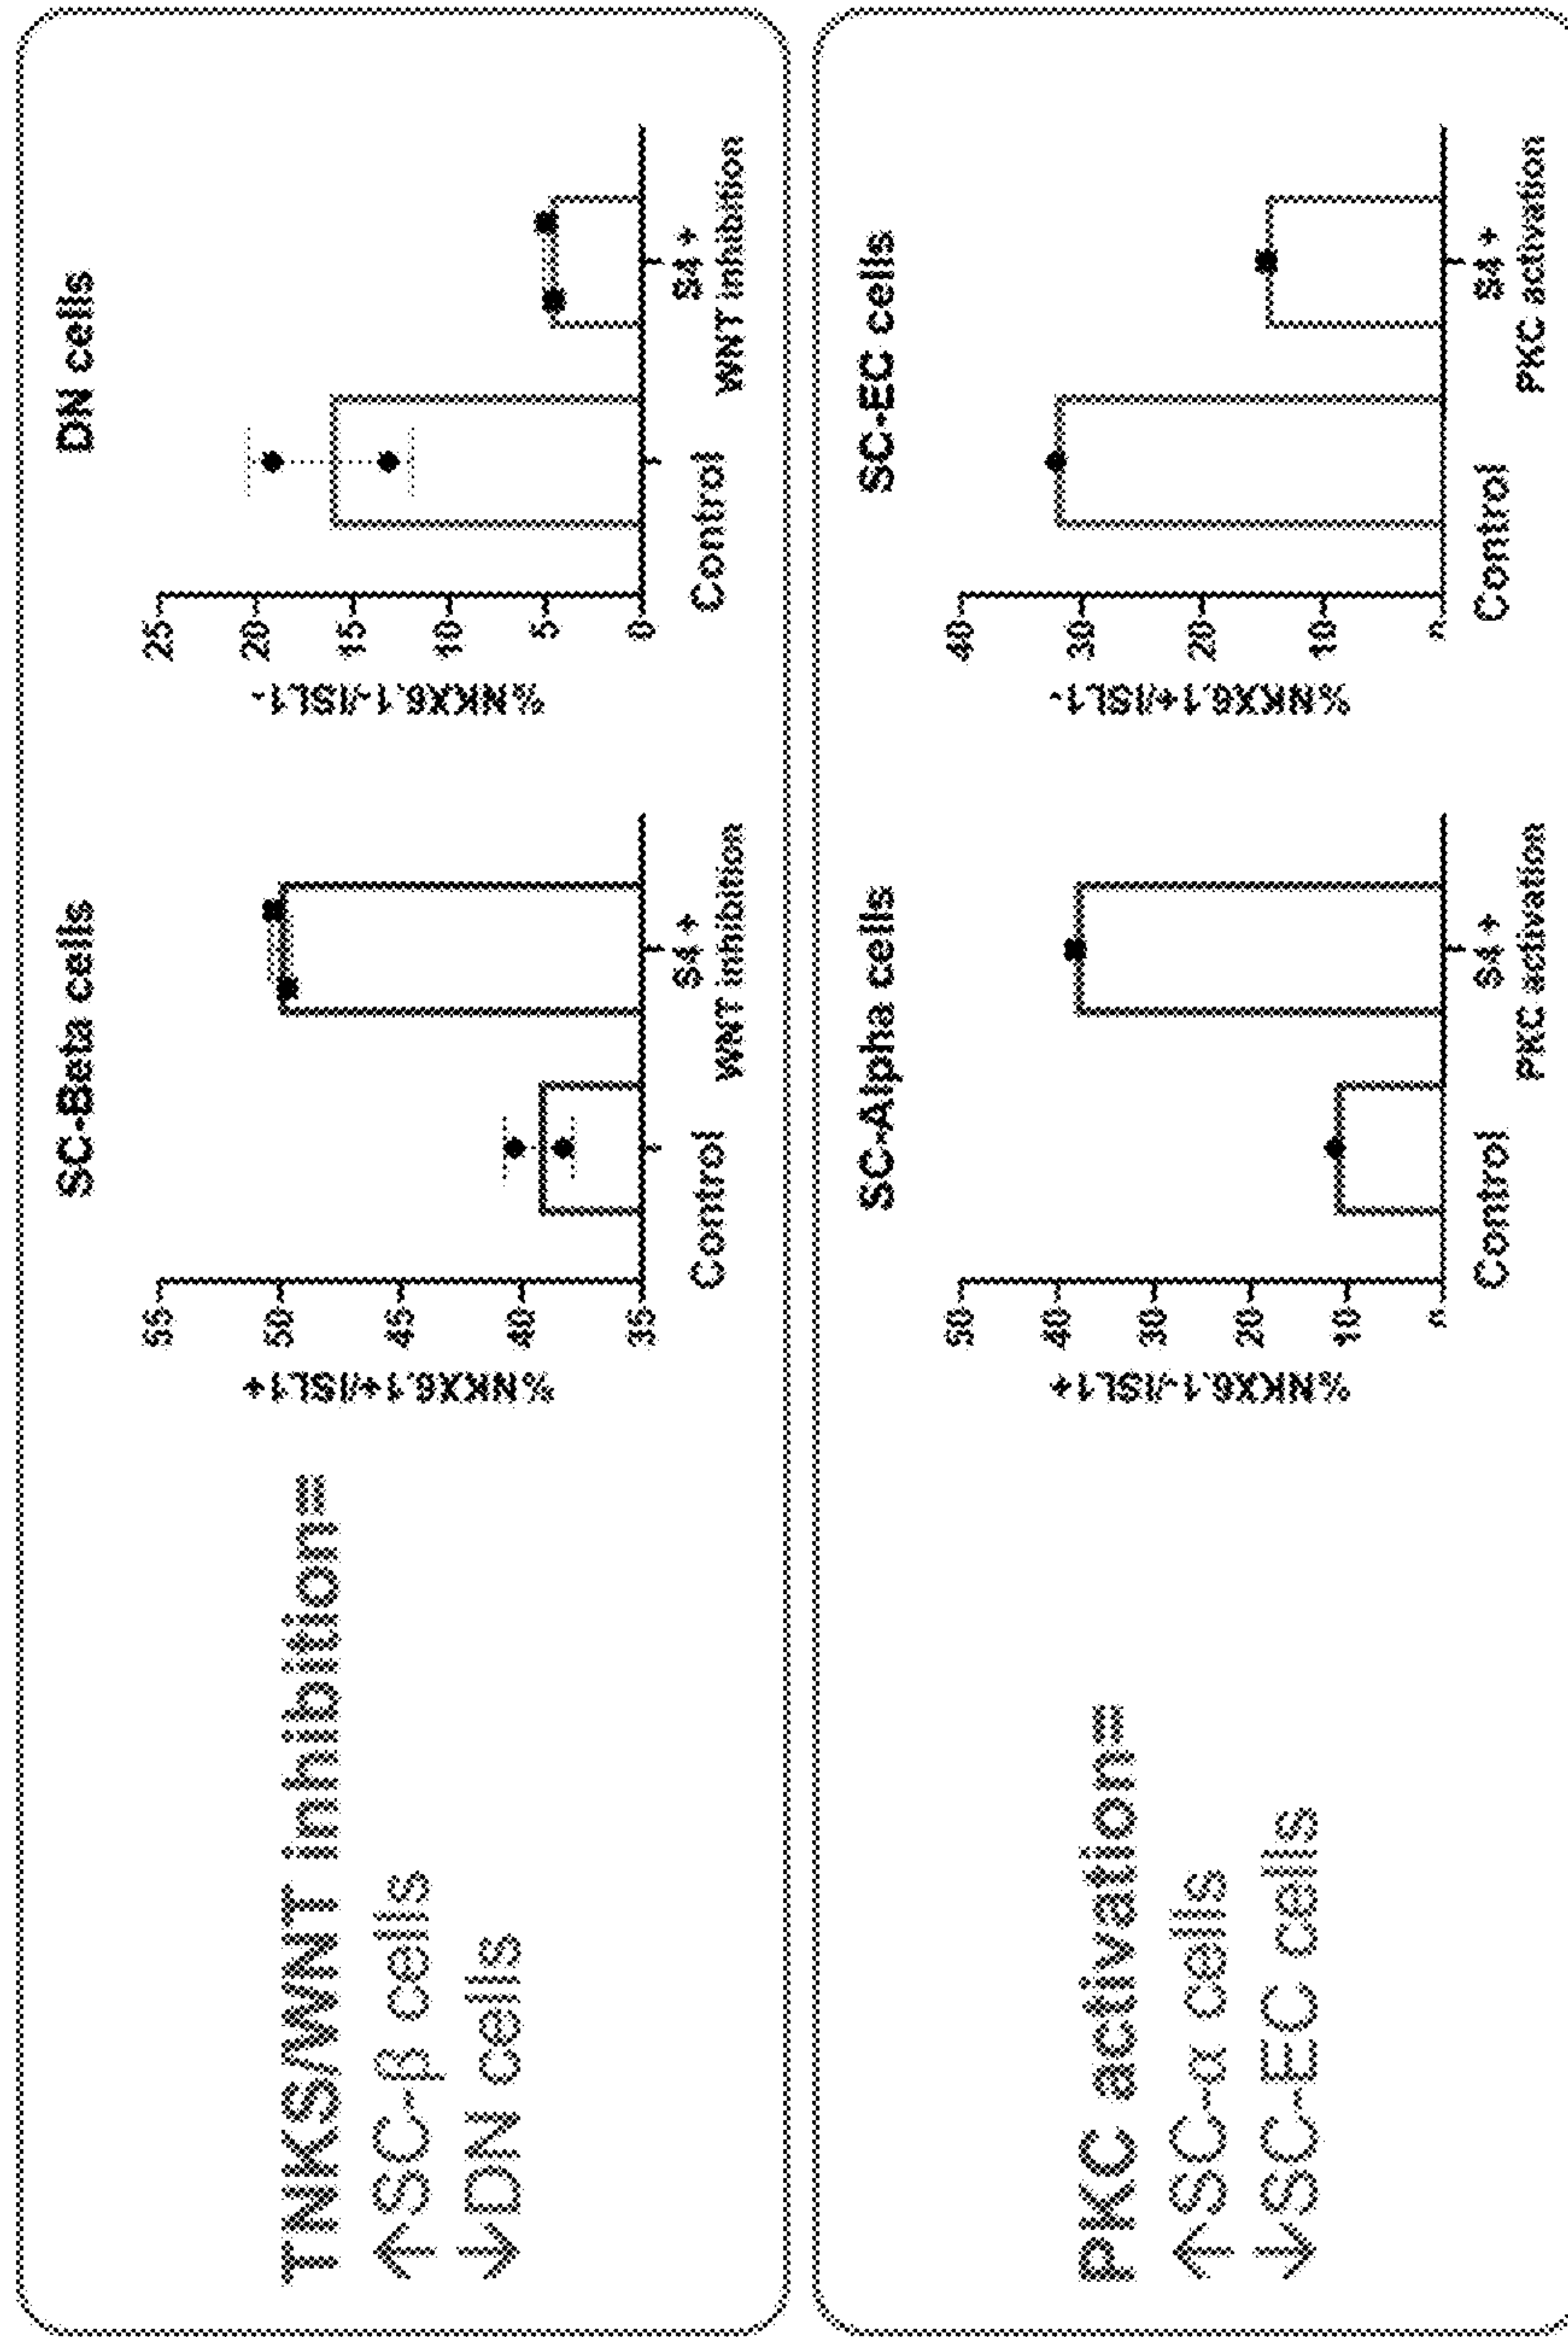 TNKS/WNT inhibition=
↑SC-β cells
↓DN cells
SC-Beta cells
%NKX6.1+/ISL1+
55
50
45
40
35
Control
S4 +
WNT inhibition
DN cells
%NKX6.1-/ISL1-
25
20
15
10
5
0
Control
S4 +
WNT inhibition
PKC activation=
↑SC-α cells
↓SC-EC cells
SC-Alpha cells
%NKX6.1-/ISL1+
50
40
30
20
10
Control
S4 +
PKC activation
SC-EC cells
%NKX6.1+/ISL1-
40
30
20
10
Control
S4 +
PKC activation